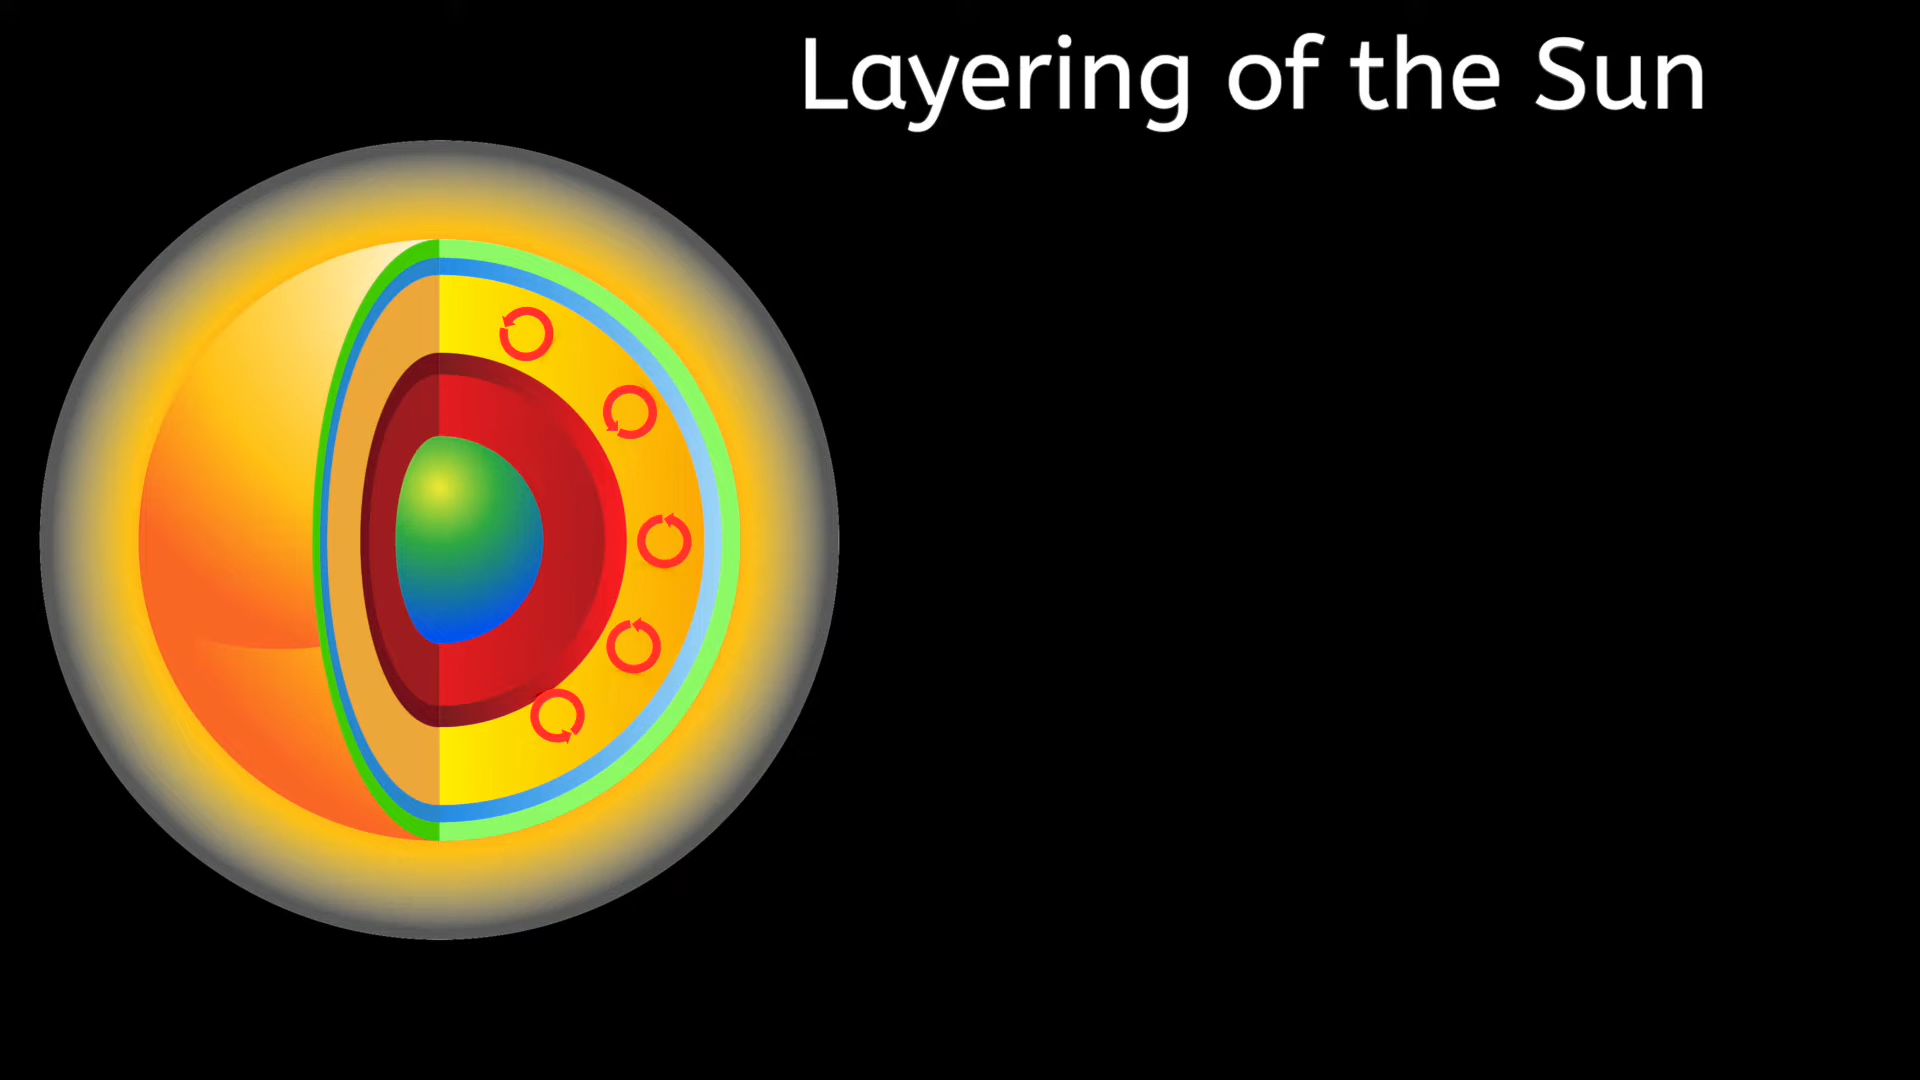 Layering of the Sun